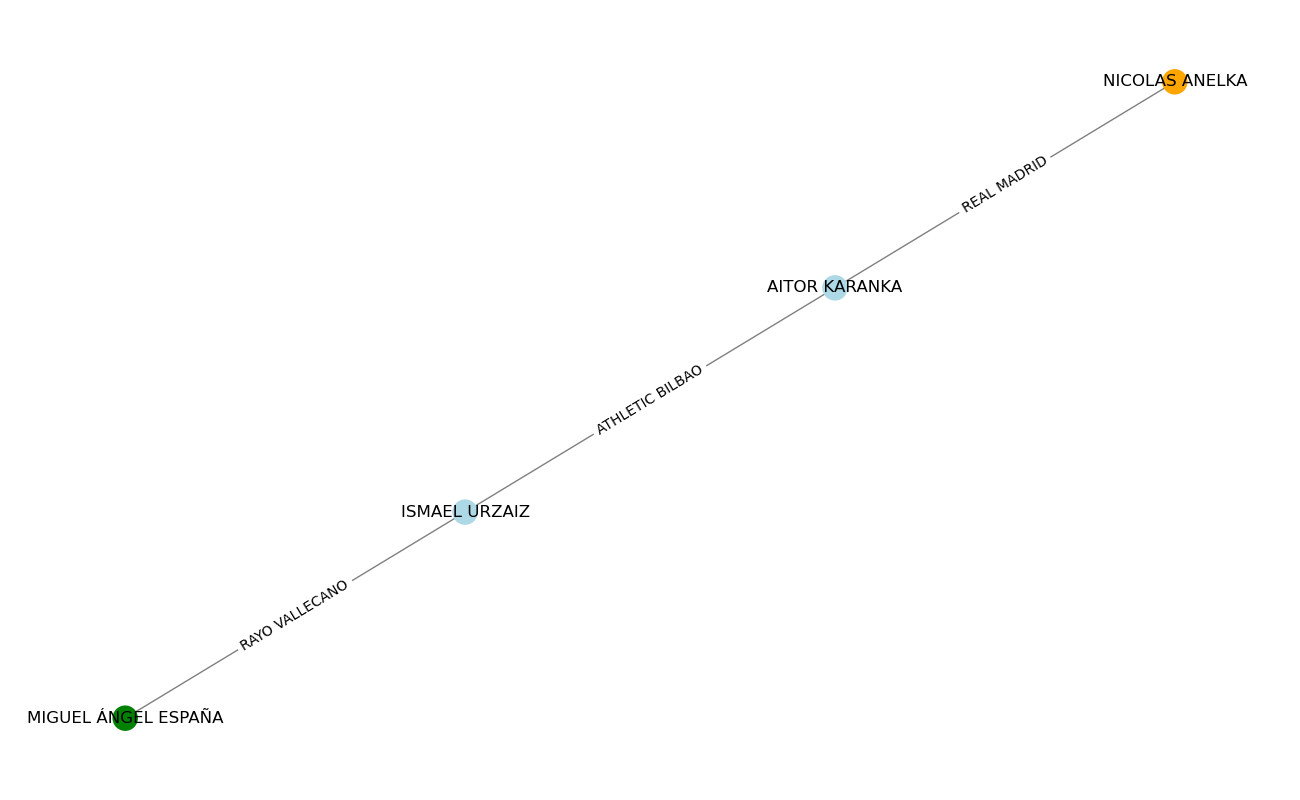 NICOLAS ANELKA
REAL MADRID
AITOR KARANKA
ATHLETIC BILBAO
ISMAEL URZAIZ
RAYO VALLECANO
MIGUEL ÁNGEL ESPAÑA